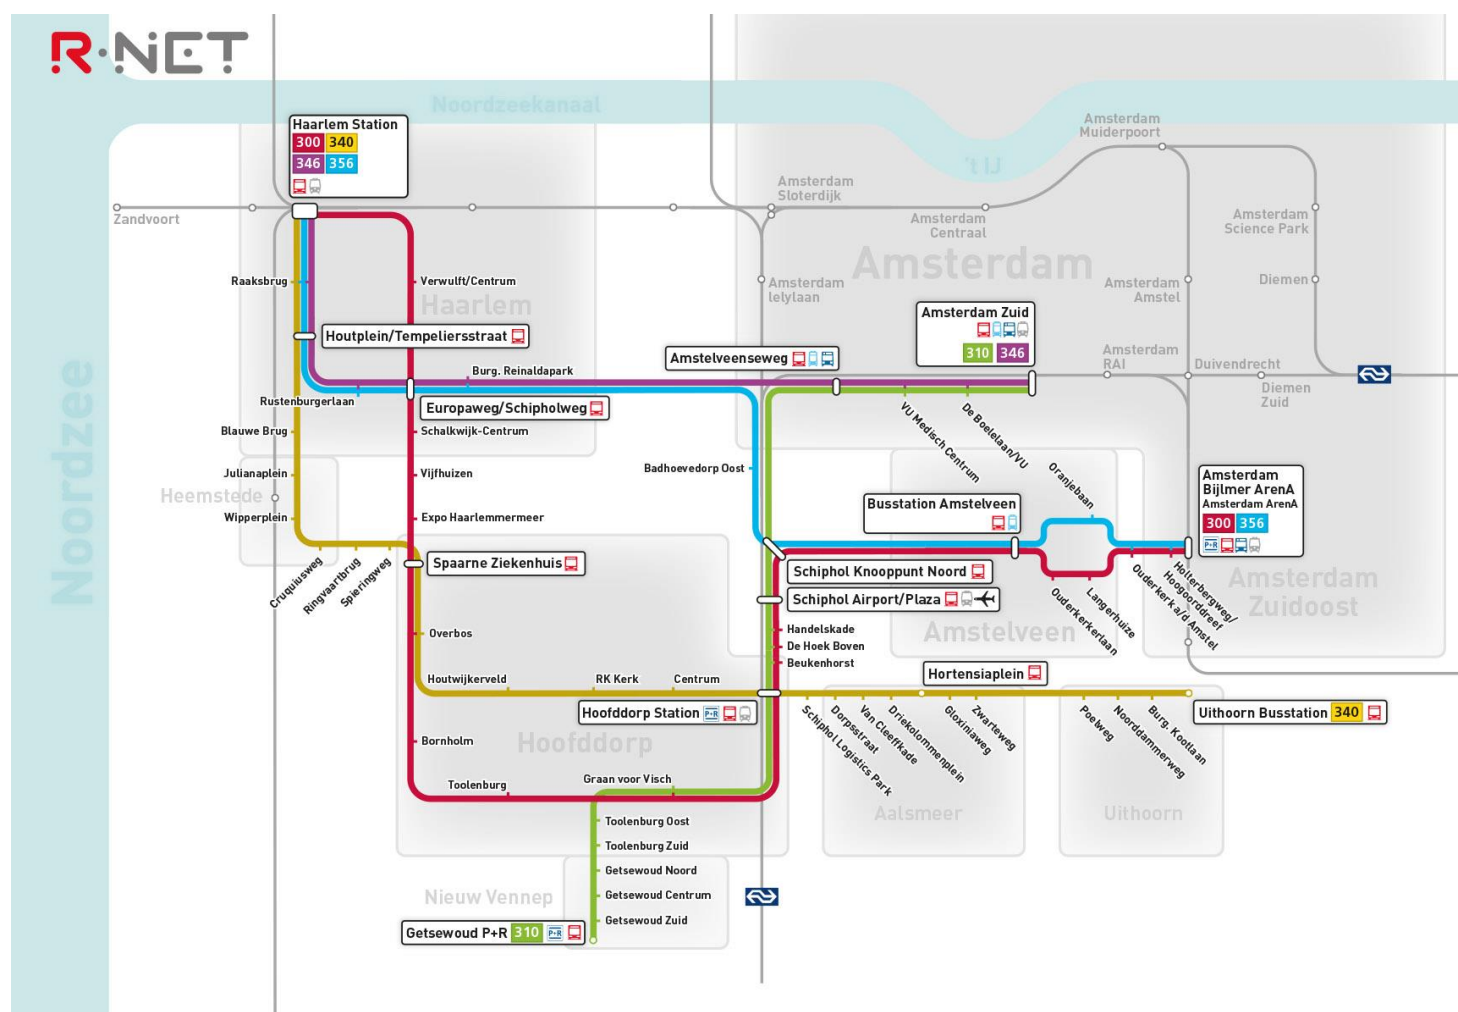 R·NET
Noordzeekanaal
't IJ
Noordzee
Haarlem Station
300 340
346 356
Zandvoort
Amsterdam
Sloterdijk
Amsterdam
Centraal
Amsterdam
Muiderpoort
Amsterdam
Science Park
Amsterdam
lelylaan
Amsterdam
Amsterdam
Amstel
Diemen
Raaksbrug
Verwulft/Centrum
Haarlem
Houtplein/Tempeliersstraat
Amstelveenseweg
Amsterdam Zuid
310 346
Amsterdam
RAI
Duivendrecht
Diemen
Zuid
Burg. Reinaldapark
Rustenburgerlaan
Europaweg/Schipholweg
Blauwe Brug
Schalkwijk-Centrum
VU Medisch Centrum
De Boelelaan/VU
Julianaplein
Vijfhuizen
Badhoevedorp Oost
Oranjebaan
Heemstede
Wipperplein
Expo Haarlemmermeer
Busstation Amstelveen
Amsterdam
Bijlmer ArenA
Amsterdam ArenA
300 356
P+R
Cruquiusweg
Ringvaartbrug
Spieringweg
Spaarne Ziekenhuis
Schiphol Knooppunt Noord
Schiphol Airport/Plaza
Ouderkerkerlaan
Langerhuize
Ouderkerk a/d Amstel
Hoogoorddreef
Holterbergweg/
Amsterdam
Zuidoost
Amstelveen
Overbos
Handelskade
De Hoek Boven
Beukenhorst
Houtwijkerveld
RK Kerk
Centrum
Hortensiaplein
Hoofddorp Station P+R
Uithoorn Busstation 340
Schiphol Logistics Park
Dorpsstraat
Van Cleeffkade
Driekolommenplein
Gloxiniaweg
Zwarteweg
Poelweg
Noorddammerweg
Burg. Kootlaan
Bornholm
Hoofddorp
Toolenburg
Graan voor Visch
Aalsmeer
Uithoorn
Toolenburg Oost
Toolenburg Zuid
Getsewoud Noord
Nieuw Vennep
Getsewoud Centrum
Getsewoud Zuid
Getsewoud P+R 310 P+R